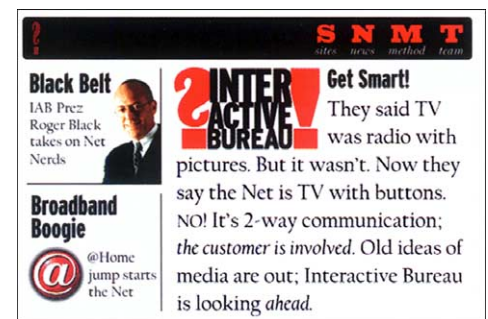 S N M T
sites news method team
Black Belt
IAB Prez
Roger Black
takes on Net
Nerds
Broadband
Boogie
@Home
jump starts
the Net
@
?INTER!
ACTIVE
BUREAU
Get Smart!
They said TV
was radio with
pictures. But it wasn't. Now they
say the Net is TV with buttons.
NO! It's 2-way communication;
the customer is involved. Old ideas of
media are out; Interactive Bureau
is looking ahead.